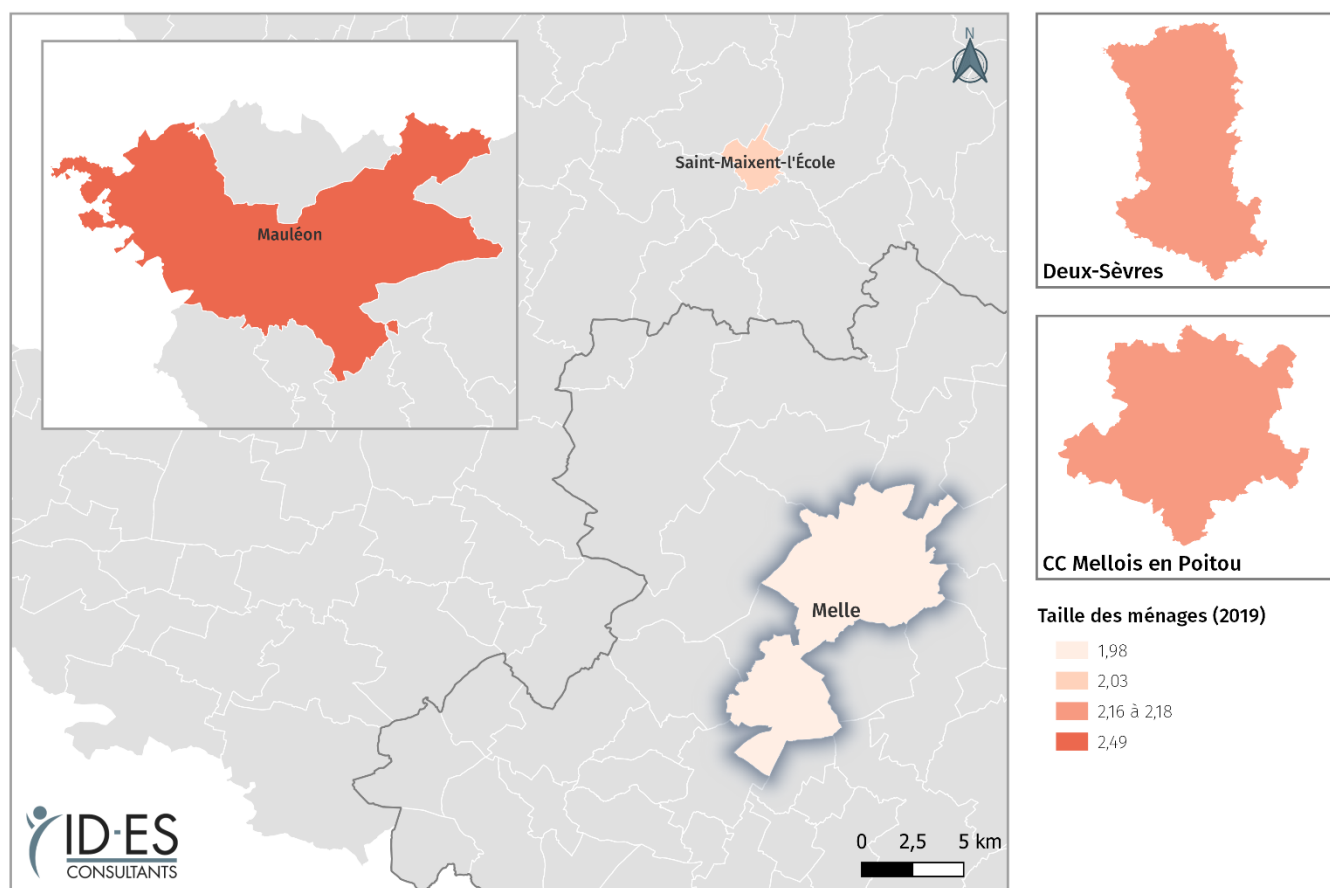 N
Saint-Maixent-l'École
Mauléon
Melle
Deux-Sèvres
CC Mellois en Poitou
Taille des ménages (2019)
1,98
2,03
2,16 à 2,18
2,49
ID-ES
CONSULTANTS
0 2,5 5 km